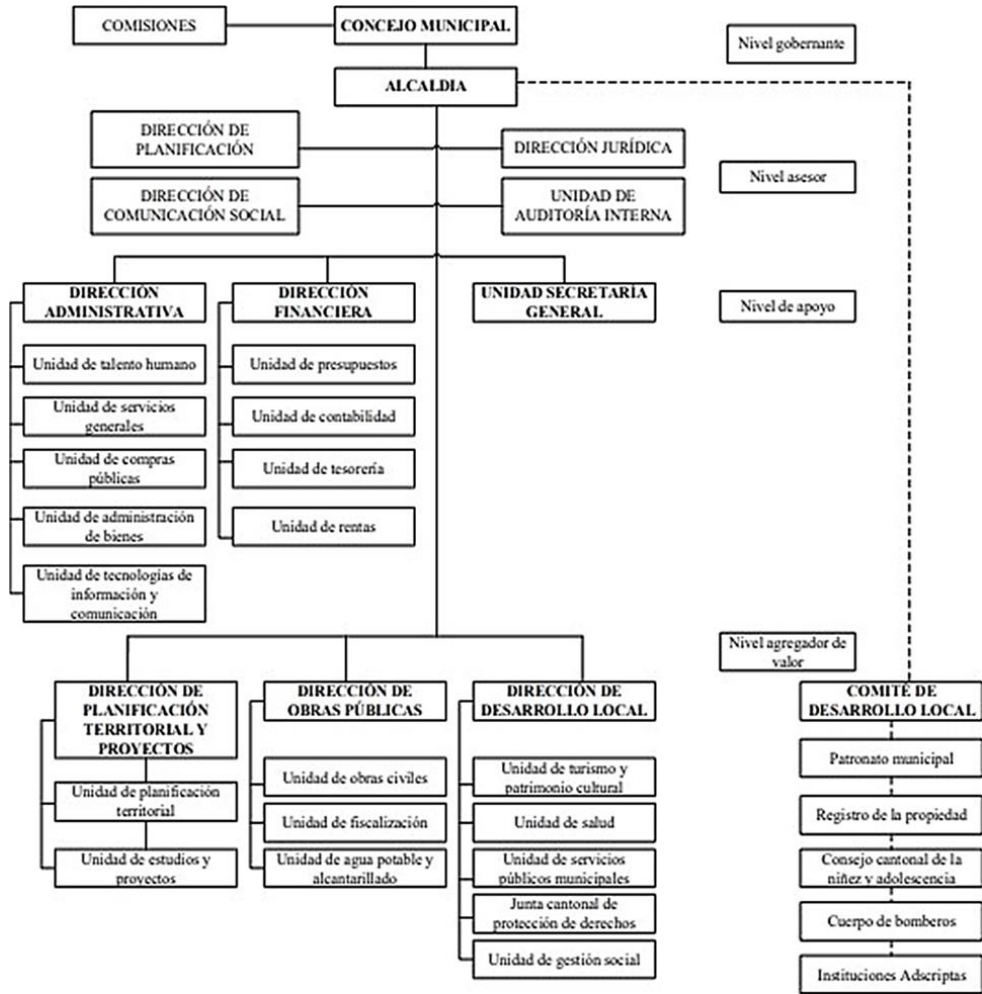 COMISIONES
CONCEJO MUNICIPAL
Nivel gobernante
ALCALDIA
DIRECCIÓN DE
PLANIFICACIÓN
DIRECCIÓN JURÍDICA
Nivel asesor
DIRECCIÓN DE
COMUNICACIÓN SOCIAL
UNIDAD DE
AUDITORÍA INTERNA
DIRECCIÓN
ADMINISTRATIVA
DIRECCIÓN
FINANCIERA
UNIDAD SECRETARÍA
GENERAL
Nivel de apoyo
Unidad de talento humano
Unidad de servicios
generales
Unidad de compras
públicas
Unidad de administración
de bienes
Unidad de tecnologías de
información y
comunicación
Unidad de presupuestos
Unidad de contabilidad
Unidad de tesorería
Unidad de rentas
Nivel agregador de
valor
DIRECCIÓN DE
PLANIFICACIÓN
TERRITORIAL Y
PROYECTOS
Unidad de planificación
territorial
Unidad de estudios y
proyectos
DIRECCIÓN DE
OBRAS PÚBLICAS
Unidad de obras civiles
Unidad de fiscalización
Unidad de agua potable y
alcantarillado
DIRECCIÓN DE
DESARROLLO LOCAL
Unidad de turismo y
patrimonio cultural
Unidad de salud
Unidad de servicios
públicos municipales
Junta cantonal de
protección de derechos
Unidad de gestión social
COMITÉ DE
DESARROLLO LOCAL
Patronato municipal
Registro de la propiedad
Consejo cantonal de la
niñez y adolescencia
Cuerpo de bomberos
Instituciones Adscriptas